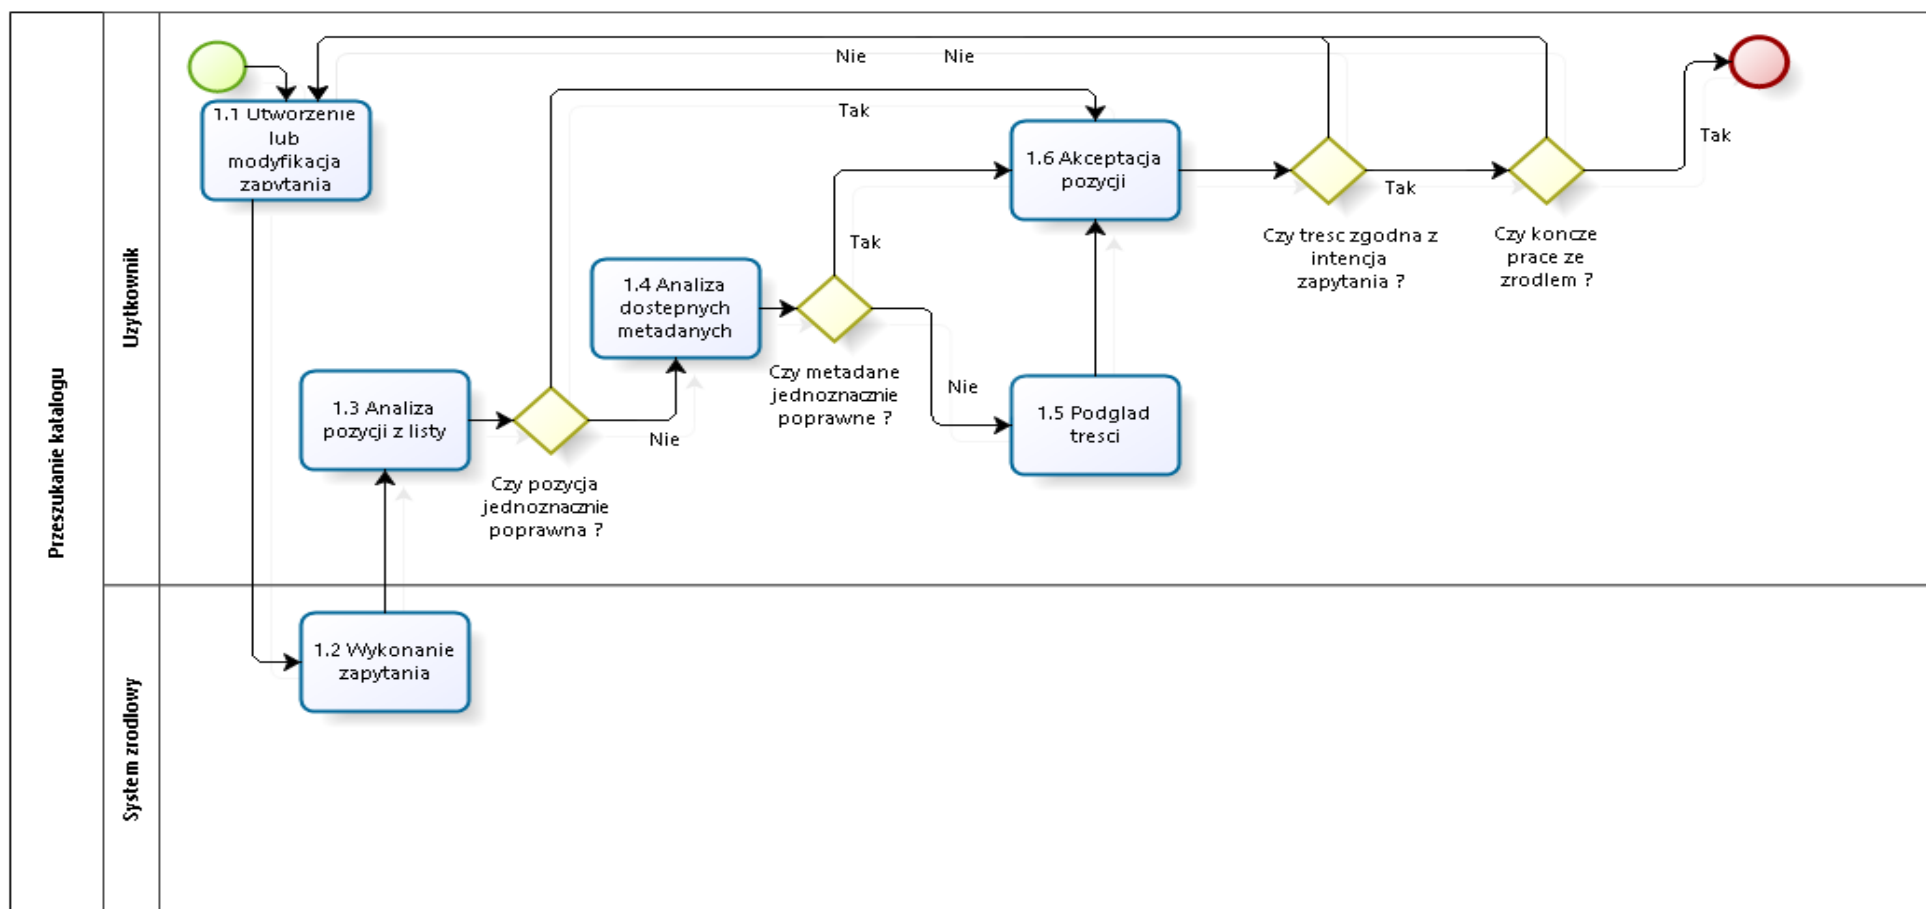 Przeszukanie katalogu
Uzytkownik
System zrodlowy
1.1 Utworzenie
lub
modyfikacja
zapytania
Nie
Nie
Tak
1.6 Akceptacja
pozycji
Tak
Tak
Czy tresc zgodna z
intencja
zapytania ?
Czy koncze
prace ze
zrodlem ?
Tak
1.4 Analiza
dostepnych
metadanych
Czy metadane
jednoznacznie
poprawne ?
Nie
1.3 Analiza
pozycji z listy
Nie
1.5 Podglad
tresci
Czy pozycja
jednoznacznie
poprawna ?
1.2 Wykonanie
zapytania